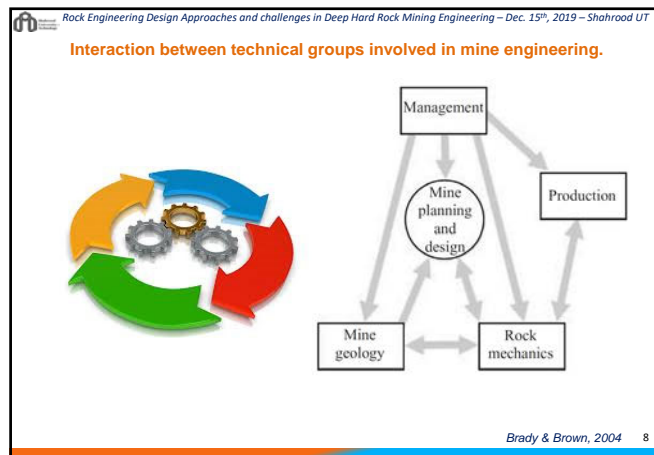 Rock Engineering Design Approaches and challenges in Deep Hard Rock Mining Engineering – Dec. 15th, 2019 – Shahrood UT
Interaction between technical groups involved in mine engineering.
Management
Mine
planning
and
design
Production
Mine
geology
Rock
mechanics
Brady & Brown, 2004 8